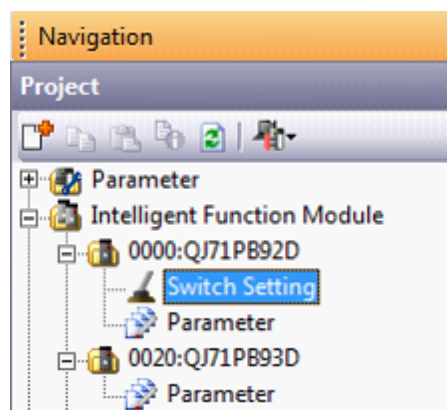 Navigation
Project
Parameter
Intelligent Function Module
0000:QJ71PB92D
Switch Setting
Parameter
0020:QJ71PB93D
Parameter